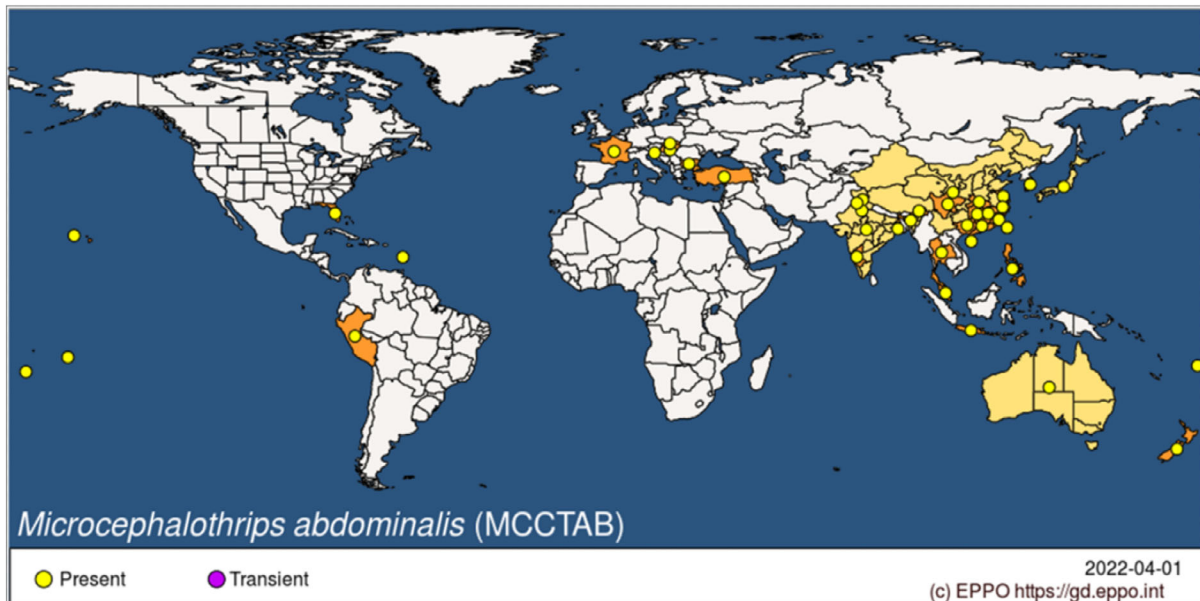 Microcephalothrips abdominalis (MCCTAB)
Present
Transient
2022-04-01
(c) EPPO https://gd.eppo.int